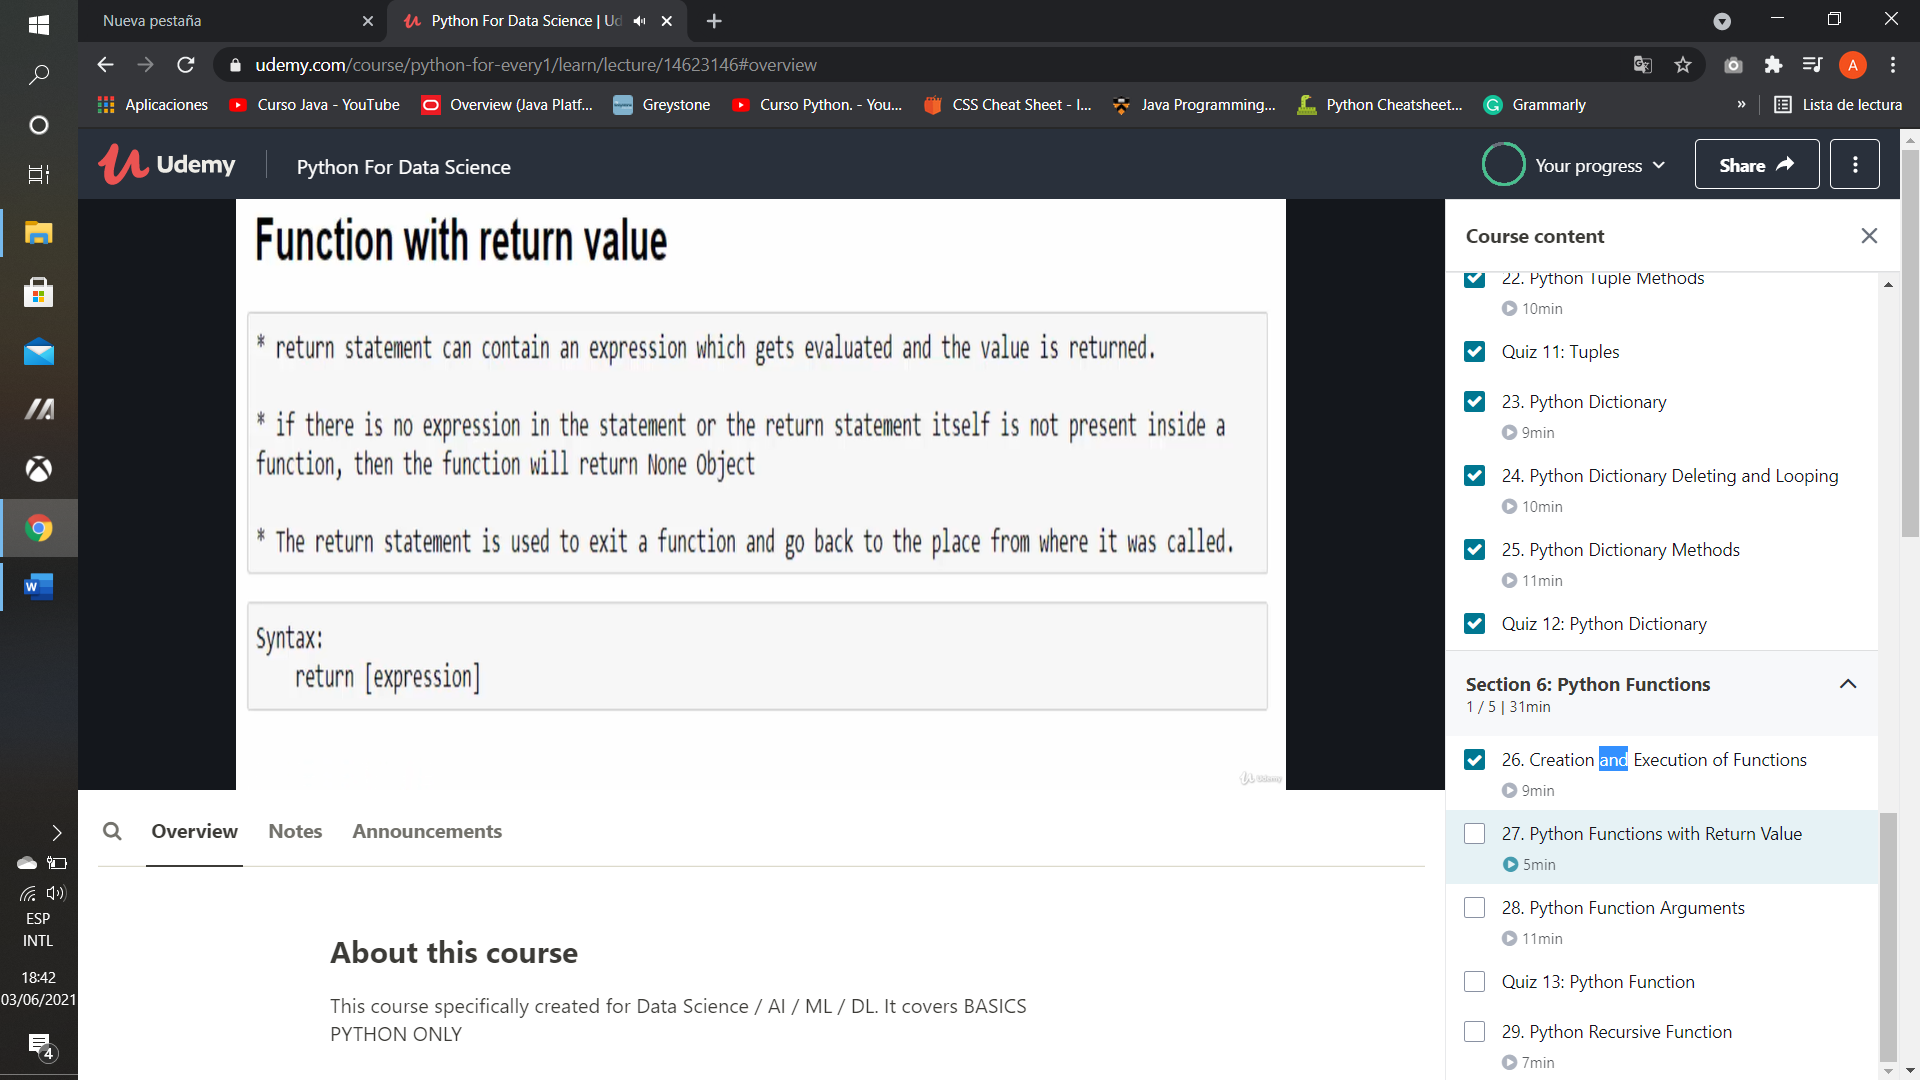 Nueva pestaña
Python For Data Science | Ud
udemy.com/course/python-for-every1/learn/lecture/14623146#overview
A
Aplicaciones
Curso Java - YouTube
Overview (Java Platf...
Greystone
Curso Python. - You...
CSS Cheat Sheet - I...
Java Programming...
Python Cheatsheet...
Grammarly
»
Lista de lectura
Udemy
Python For Data Science
Your progress
Share
Function with return value
* return statement can contain an expression which gets evaluated and the value is returned.
* if there is no expression in the statement or the return statement itself is not present inside a
function, then the function will return None Object
* The return statement is used to exit a function and go back to the place from where it was called.
Syntax:
return [expression]
Udemy
Course content
22. Python Tuple Methods
10min
Quiz 11: Tuples
23. Python Dictionary
9min
24. Python Dictionary Deleting and Looping
10min
25. Python Dictionary Methods
11min
Quiz 12: Python Dictionary
Section 6: Python Functions
1 / 5 | 31min
26. Creation and Execution of Functions
9min
27. Python Functions with Return Value
5min
28. Python Function Arguments
11min
Quiz 13: Python Function
29. Python Recursive Function
7min
Overview
Notes
Announcements
About this course
This course specifically created for Data Science / AI / ML / DL. It covers BASICS
PYTHON ONLY
ESP
INTL
18:42
03/06/2021
4